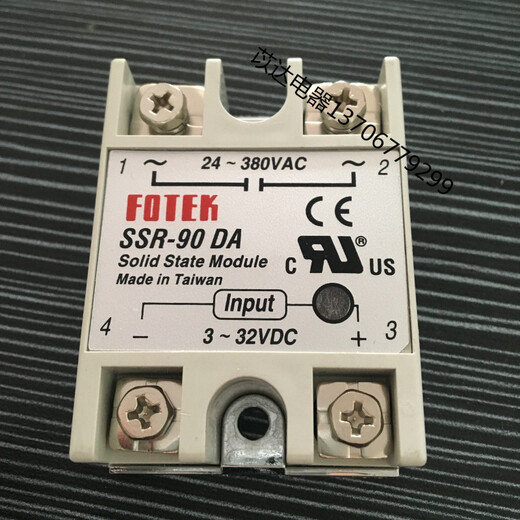 苡达电器13706779299
1 ~ 24~380VAC ~ 2
FOTEK
CE
SSR-90 DA
Solid State Module
Made in Taiwan
C RU ® US
Input
4 − 3~32VDC + 3